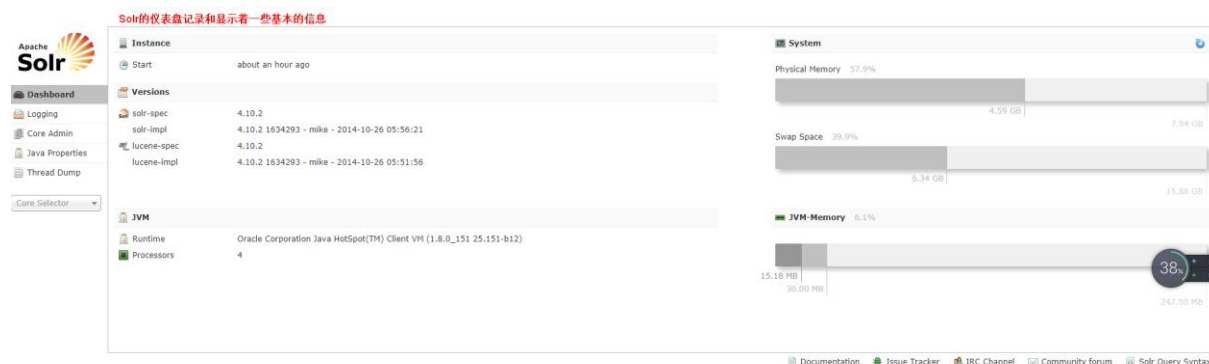 Solr的仪表盘记录和显示着一些基本的信息
Apache
Solr
Dashboard
Logging
Core Admin
Java Properties
Thread Dump
Core Selector
Instance
Start about an hour ago
Versions
solr-spec 4.10.2
solr-impl 4.10.2 1634293 - mike - 2014-10-26 05:56:21
lucene-spec 4.10.2
lucene-impl 4.10.2 1634293 - mike - 2014-10-26 05:51:56
JVM
Runtime Oracle Corporation Java HotSpot(TM) Client VM (1.8.0_151 25.151-b12)
Processors 4
System
Physical Memory 57.9%
4.59 GB
7.94 GB
Swap Space 39.9%
6.34 GB
15.88 GB
JVM-Memory 6.1%
15.18 MB
30.00 MB
247.50 MB
38%
Documentation Issue Tracker IRC Channel Community forum Solr Query Syntax